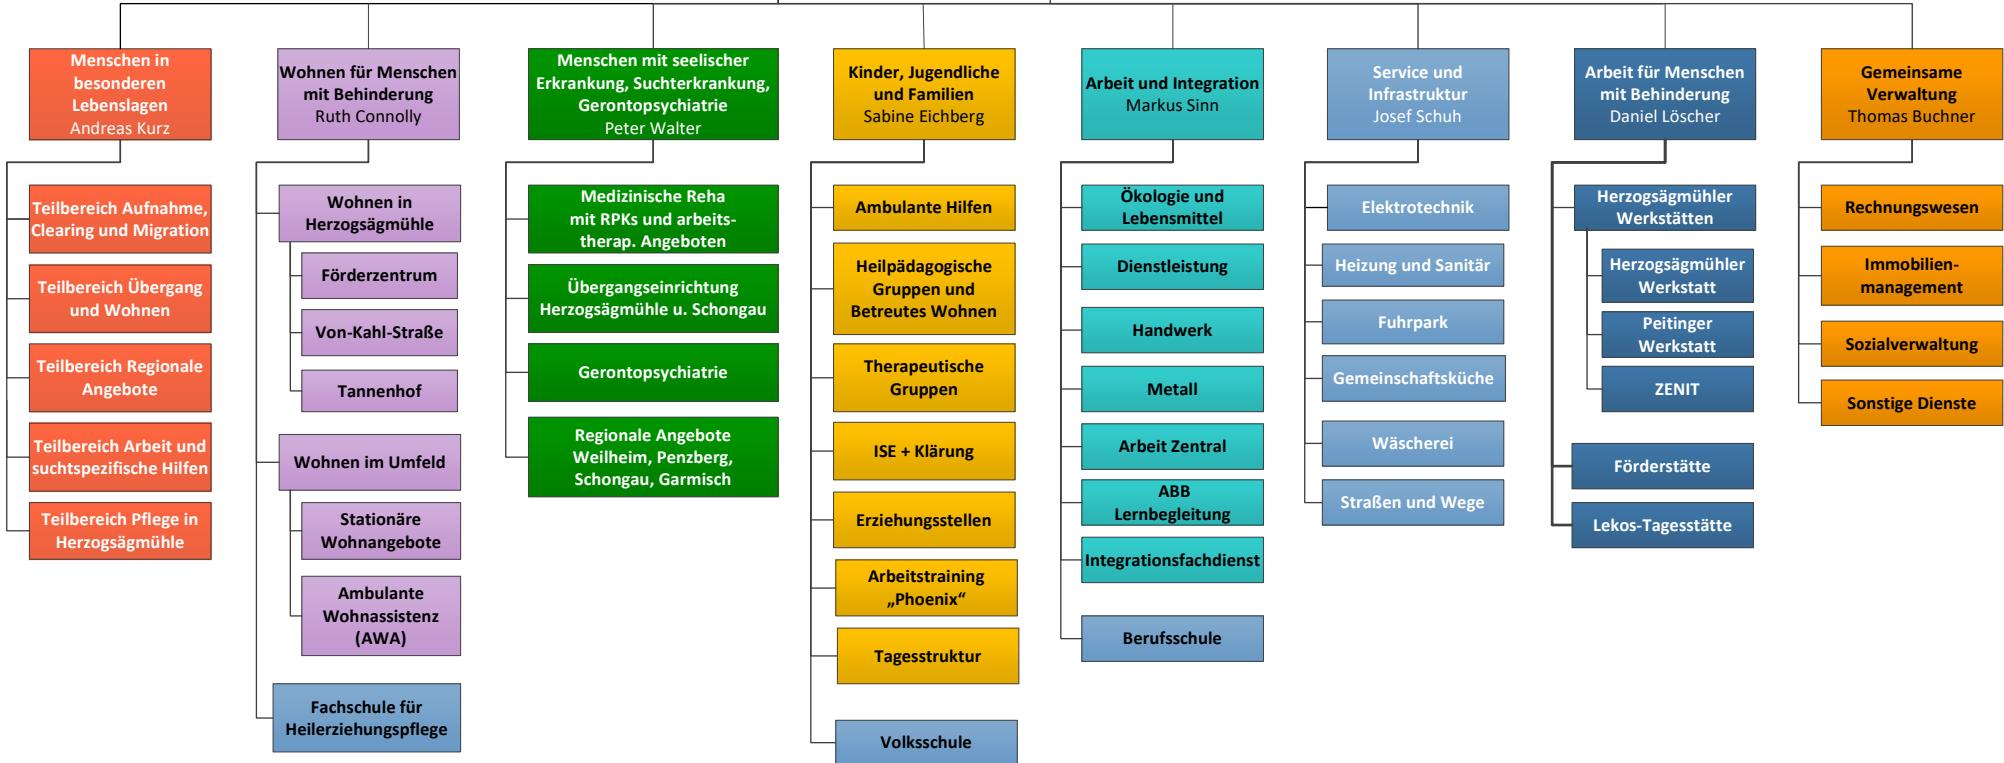 Menschen in
besonderen
Lebenslagen
Andreas Kurz
Teilbereich Aufnahme,
Clearing und Migration
Teilbereich Übergang
und Wohnen
Teilbereich Regionale
Angebote
Teilbereich Arbeit und
suchtspezifische Hilfen
Teilbereich Pflege in
Herzogsägmühle
Wohnen für Menschen
mit Behinderung
Ruth Connolly
Wohnen in
Herzogsägmühle
Förderzentrum
Von-Kahl-Straße
Tannenhof
Wohnen im Umfeld
Stationäre
Wohnangebote
Ambulante
Wohnassistenz
(AWA)
Fachschule für
Heilerziehungspflege
Menschen mit seelischer
Erkrankung, Suchterkrankung,
Gerontopsychiatrie
Peter Walter
Medizinische Reha
mit RPKs und arbeits-
therap. Angeboten
Übergangseinrichtung
Herzogsägmühle u. Schongau
Gerontopsychiatrie
Regionale Angebote
Weilheim, Penzberg,
Schongau, Garmisch
Kinder, Jugendliche
und Familien
Sabine Eichberg
Ambulante Hilfen
Heilpädagogische
Gruppen und
Betreutes Wohnen
Therapeutische
Gruppen
ISE + Klärung
Erziehungsstellen
Arbeitstraining
„Phoenix“
Tagesstruktur
Volksschule
Arbeit und Integration
Markus Sinn
Ökologie und
Lebensmittel
Dienstleistung
Handwerk
Metall
Arbeit Zentral
ABB
Lernbegleitung
Integrationsfachdienst
Berufsschule
Service und
Infrastruktur
Josef Schuh
Elektrotechnik
Heizung und Sanitär
Fuhrpark
Gemeinschaftsküche
Wäscherei
Straßen und Wege
Arbeit für Menschen
mit Behinderung
Daniel Löscher
Herzogsägmühler
Werkstätten
Herzogsägmühler
Werkstatt
Peitinger
Werkstatt
ZENIT
Förderstätte
Lekos-Tagesstätte
Gemeinsame
Verwaltung
Thomas Buchner
Rechnungswesen
Immobilien-
management
Sozialverwaltung
Sonstige Dienste